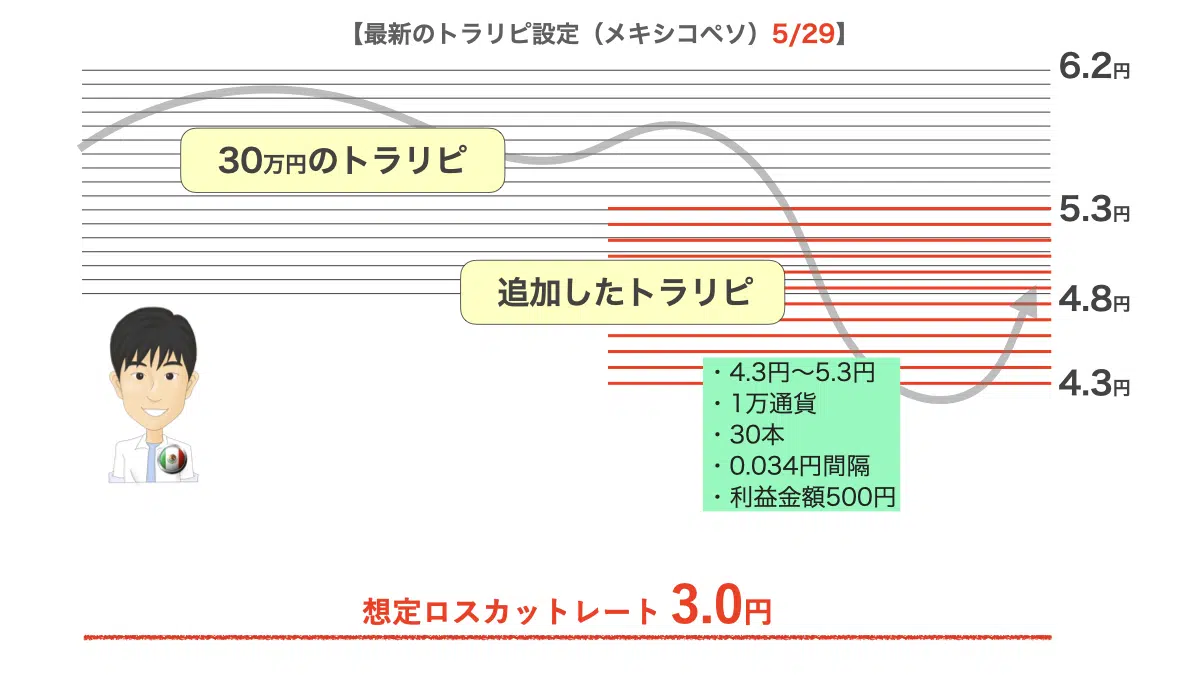 【最新のトラリピ設定（メキシコペソ）5/29】
6.2円
30万円のトラリピ
5.3円
追加したトラリピ
4.8円
4.3円
・4.3円〜5.3円
・1万通貨
・30本
・0.034円間隔
・利益金額500円
想定ロスカットレート 3.0円